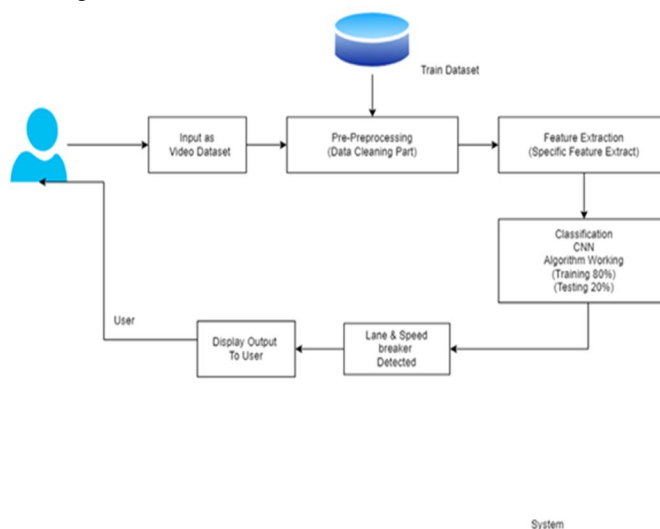 Train Dataset
Input as
Video Dataset
Pre-Preprocessing
(Data Cleaning Part)
Feature Extraction
(Specific Feature Extract)
Classification
CNN
Algorithm Working
(Training 80%)
(Testing 20%)
User
Display Output
To User
Lane & Speed
breaker
Detected
System